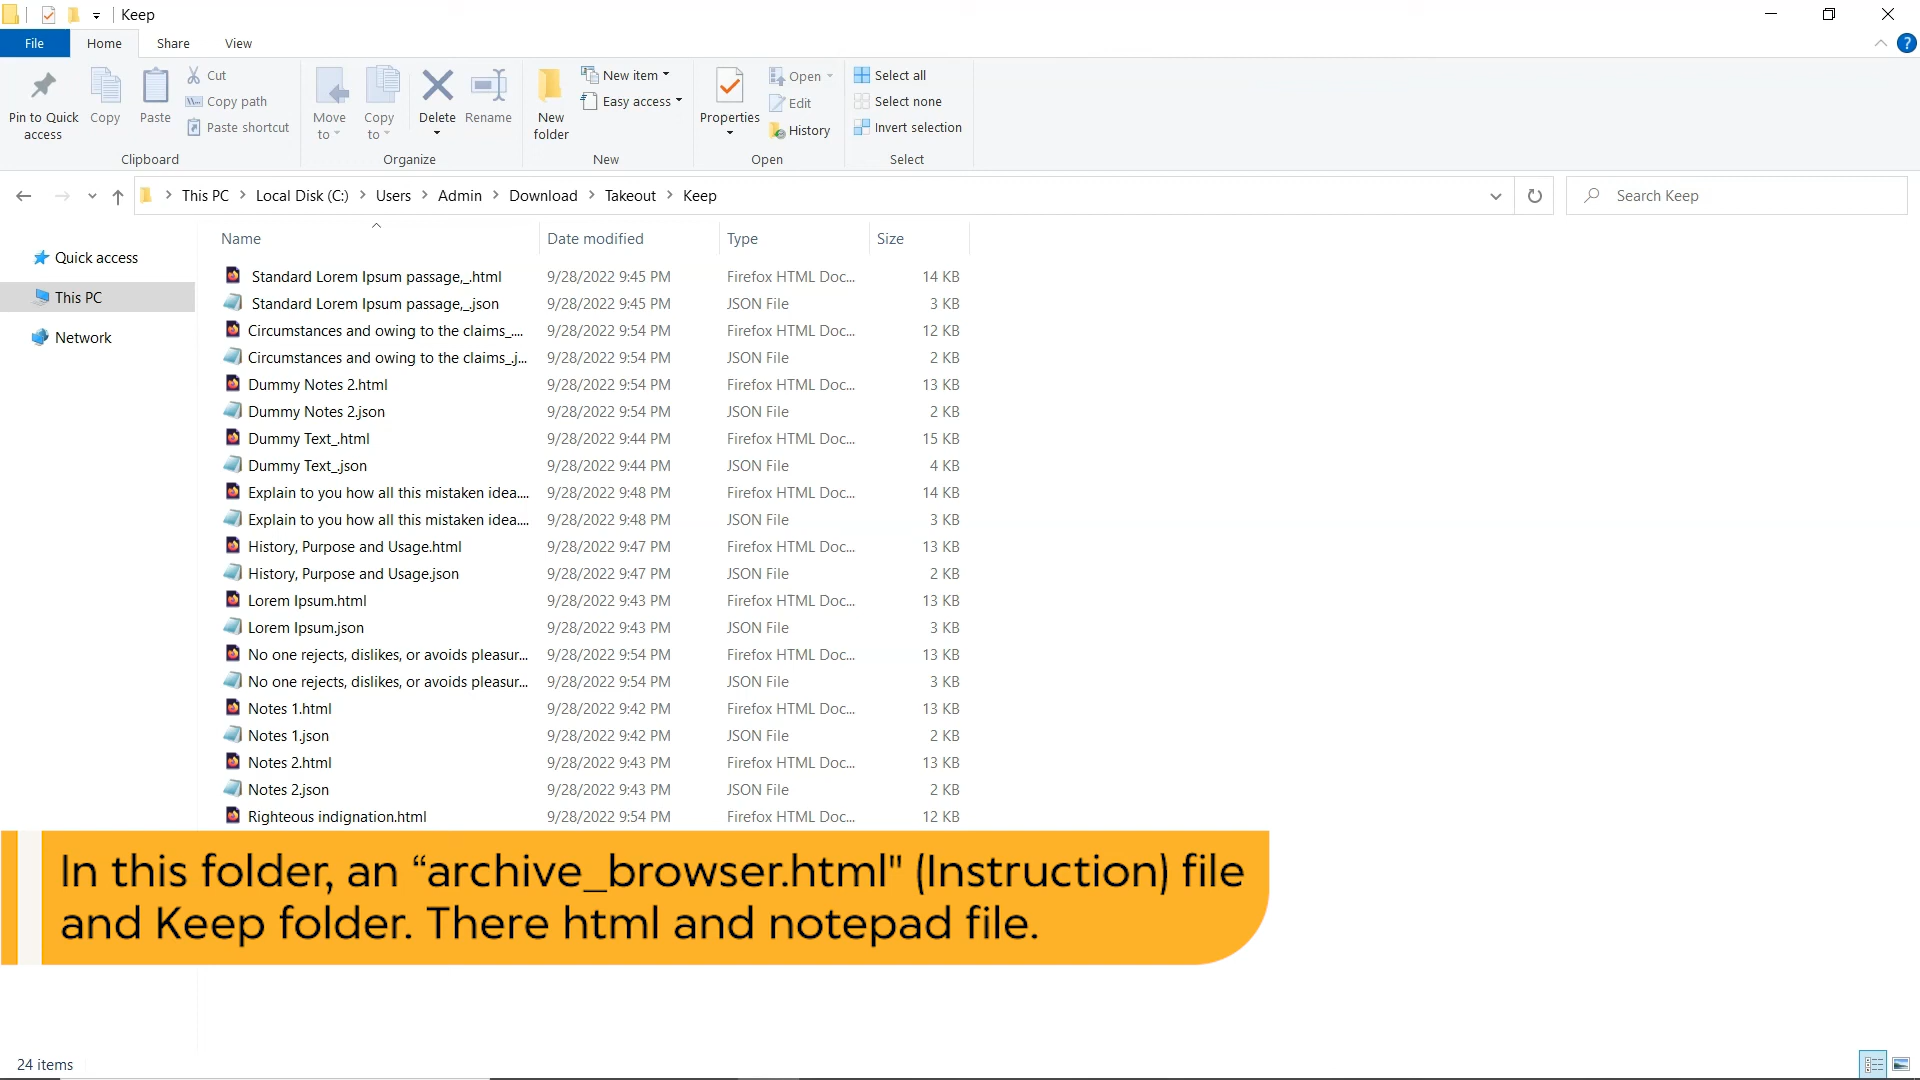 Keep
File Home Share View
Pin to Quick access
Copy
Paste
Cut
Copy path
Paste shortcut
Clipboard
Move to
Copy to
Delete
Rename
Organize
New folder
New item
Easy access
New
Properties
Open
Edit
History
Open
Select all
Select none
Invert selection
Select
This PC > Local Disk (C:) > Users > Admin > Download > Takeout > Keep
Search Keep
Quick access
This PC
Network
Name Date modified Type Size
Standard Lorem Ipsum passage,_.html 9/28/2022 9:45 PM Firefox HTML Doc... 14 KB
Standard Lorem Ipsum passage,_.json 9/28/2022 9:45 PM JSON File 3 KB
Circumstances and owing to the claims_.... 9/28/2022 9:54 PM Firefox HTML Doc... 12 KB
Circumstances and owing to the claims_.j... 9/28/2022 9:54 PM JSON File 2 KB
Dummy Notes 2.html 9/28/2022 9:54 PM Firefox HTML Doc... 13 KB
Dummy Notes 2.json 9/28/2022 9:54 PM JSON File 2 KB
Dummy Text_.html 9/28/2022 9:44 PM Firefox HTML Doc... 15 KB
Dummy Text_.json 9/28/2022 9:44 PM JSON File 4 KB
Explain to you how all this mistaken idea.... 9/28/2022 9:48 PM Firefox HTML Doc... 14 KB
Explain to you how all this mistaken idea.... 9/28/2022 9:48 PM JSON File 3 KB
History, Purpose and Usage.html 9/28/2022 9:47 PM Firefox HTML Doc... 13 KB
History, Purpose and Usage.json 9/28/2022 9:47 PM JSON File 2 KB
Lorem Ipsum.html 9/28/2022 9:43 PM Firefox HTML Doc... 13 KB
Lorem Ipsum.json 9/28/2022 9:43 PM JSON File 3 KB
No one rejects, dislikes, or avoids pleasur... 9/28/2022 9:54 PM Firefox HTML Doc... 13 KB
No one rejects, dislikes, or avoids pleasur... 9/28/2022 9:54 PM JSON File 3 KB
Notes 1.html 9/28/2022 9:42 PM Firefox HTML Doc... 13 KB
Notes 1.json 9/28/2022 9:42 PM JSON File 2 KB
Notes 2.html 9/28/2022 9:43 PM Firefox HTML Doc... 13 KB
Notes 2.json 9/28/2022 9:43 PM JSON File 2 KB
Righteous indignation.html 9/28/2022 9:54 PM Firefox HTML Doc... 12 KB
In this folder, an “archive_browser.html" (Instruction) file
and Keep folder. There html and notepad file.
24 items